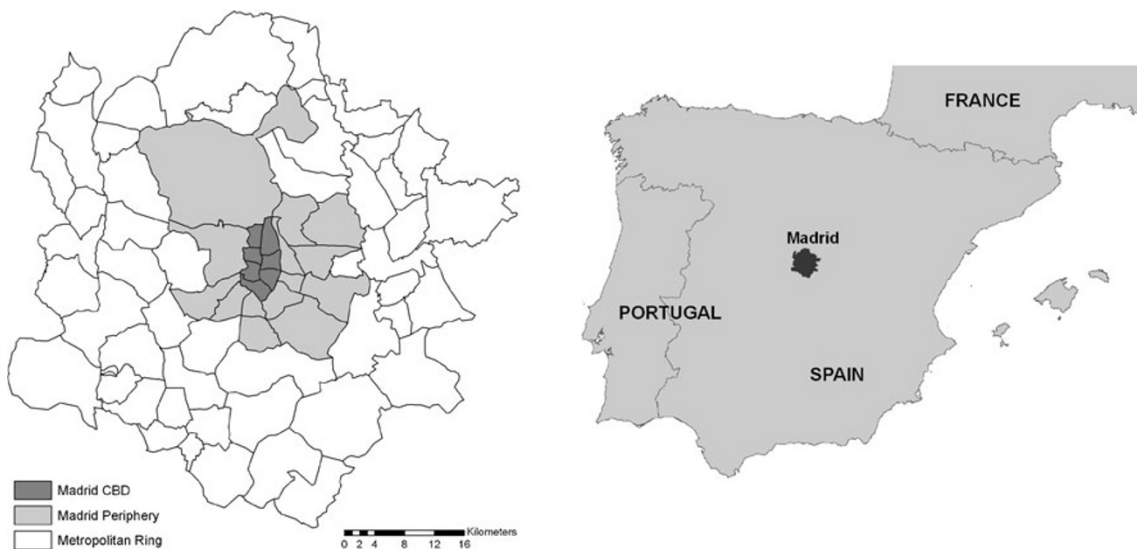 FRANCE
Madrid
PORTUGAL
SPAIN
Madrid CBD
Madrid Periphery
Metropolitan Ring
Kilometers
0 2 4 8 12 16